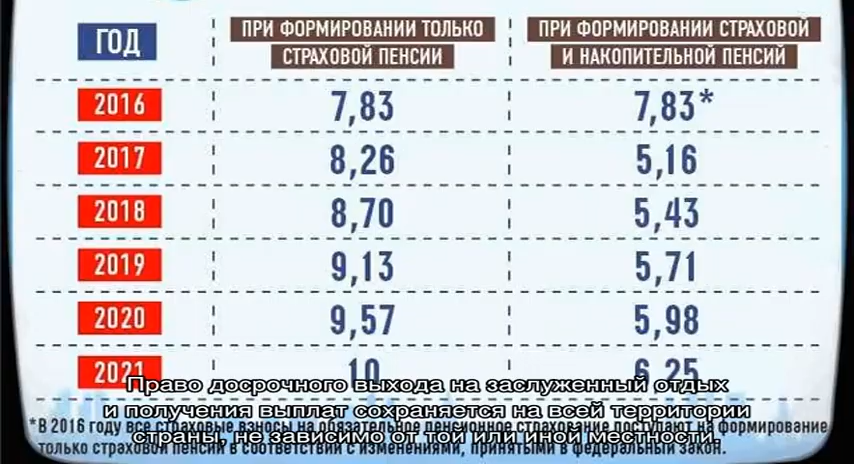 ГОД
ПРИ ФОРМИРОВАНИИ ТОЛЬКО
СТРАХОВОЙ ПЕНСИИ
ПРИ ФОРМИРОВАНИИ СТРАХОВОЙ
И НАКОПИТЕЛЬНОЙ ПЕНСИЙ
2016 7,83 7,83*
2017 8,26 5,16
2018 8,70 5,43
2019 9,13 5,71
2020 9,57 5,98
2021 10 6,25
Право досрочного выхода на заслуженный отдых
и получения выплат сохраняется на всей территории
страны, не зависимо от той или иной местности.
*В 2016 году все страховые взносы на обязательное пенсионное страхование поступают на формирование
только страховой пенсии в соответствии с изменениями, принятыми в федеральный закон.